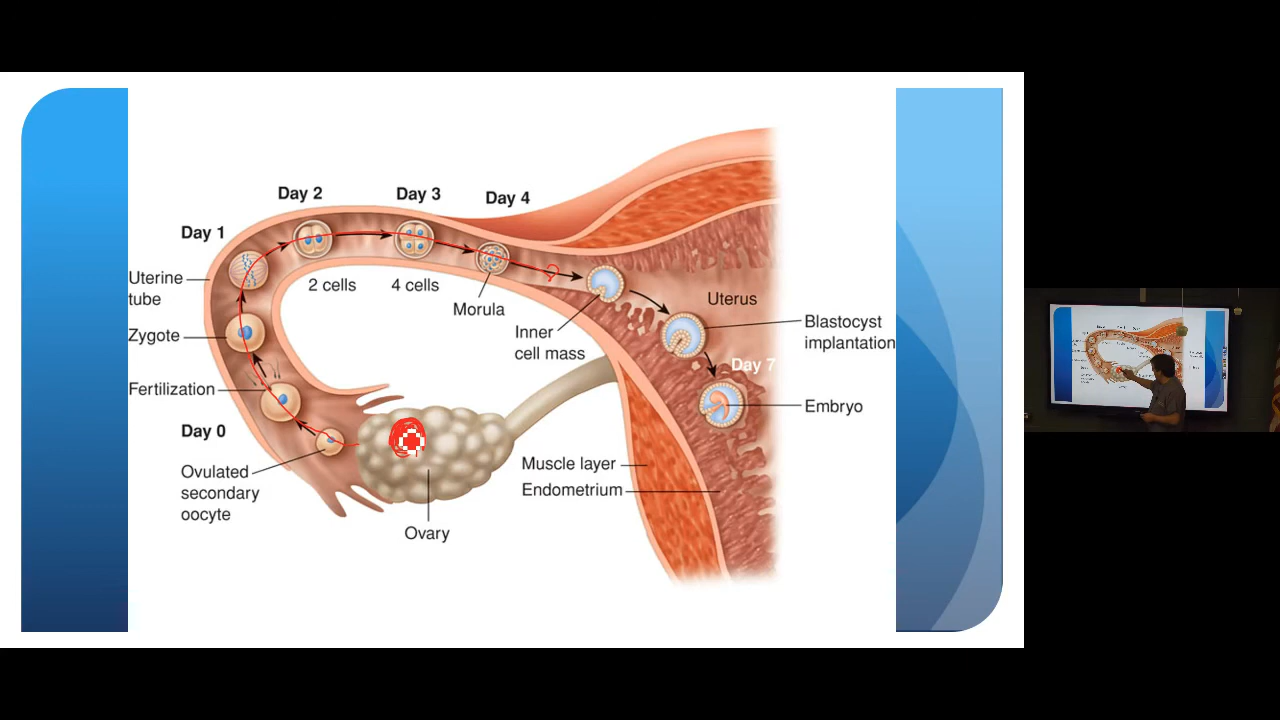 Day 2
Day 3
Day 4
Day 1
Uterine
tube
2 cells
4 cells
Morula
Uterus
Zygote
Inner
cell mass
Blastocyst
implantation
Day 7
Fertilization
Embryo
Day 0
Ovulated
secondary
oocyte
Muscle layer
Endometrium
Ovary